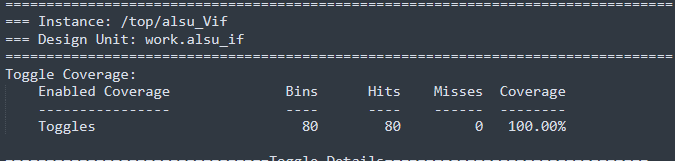 =================================================================================
=== Instance: /top/alsu_Vif
=== Design Unit: work.alsu_if
=================================================================================
Toggle Coverage:
    Enabled Coverage              Bins      Hits    Misses  Coverage
    ----------------              ----      ----    ------  --------
    Toggles                         80        80         0   100.00%
================================Toggle Details================================